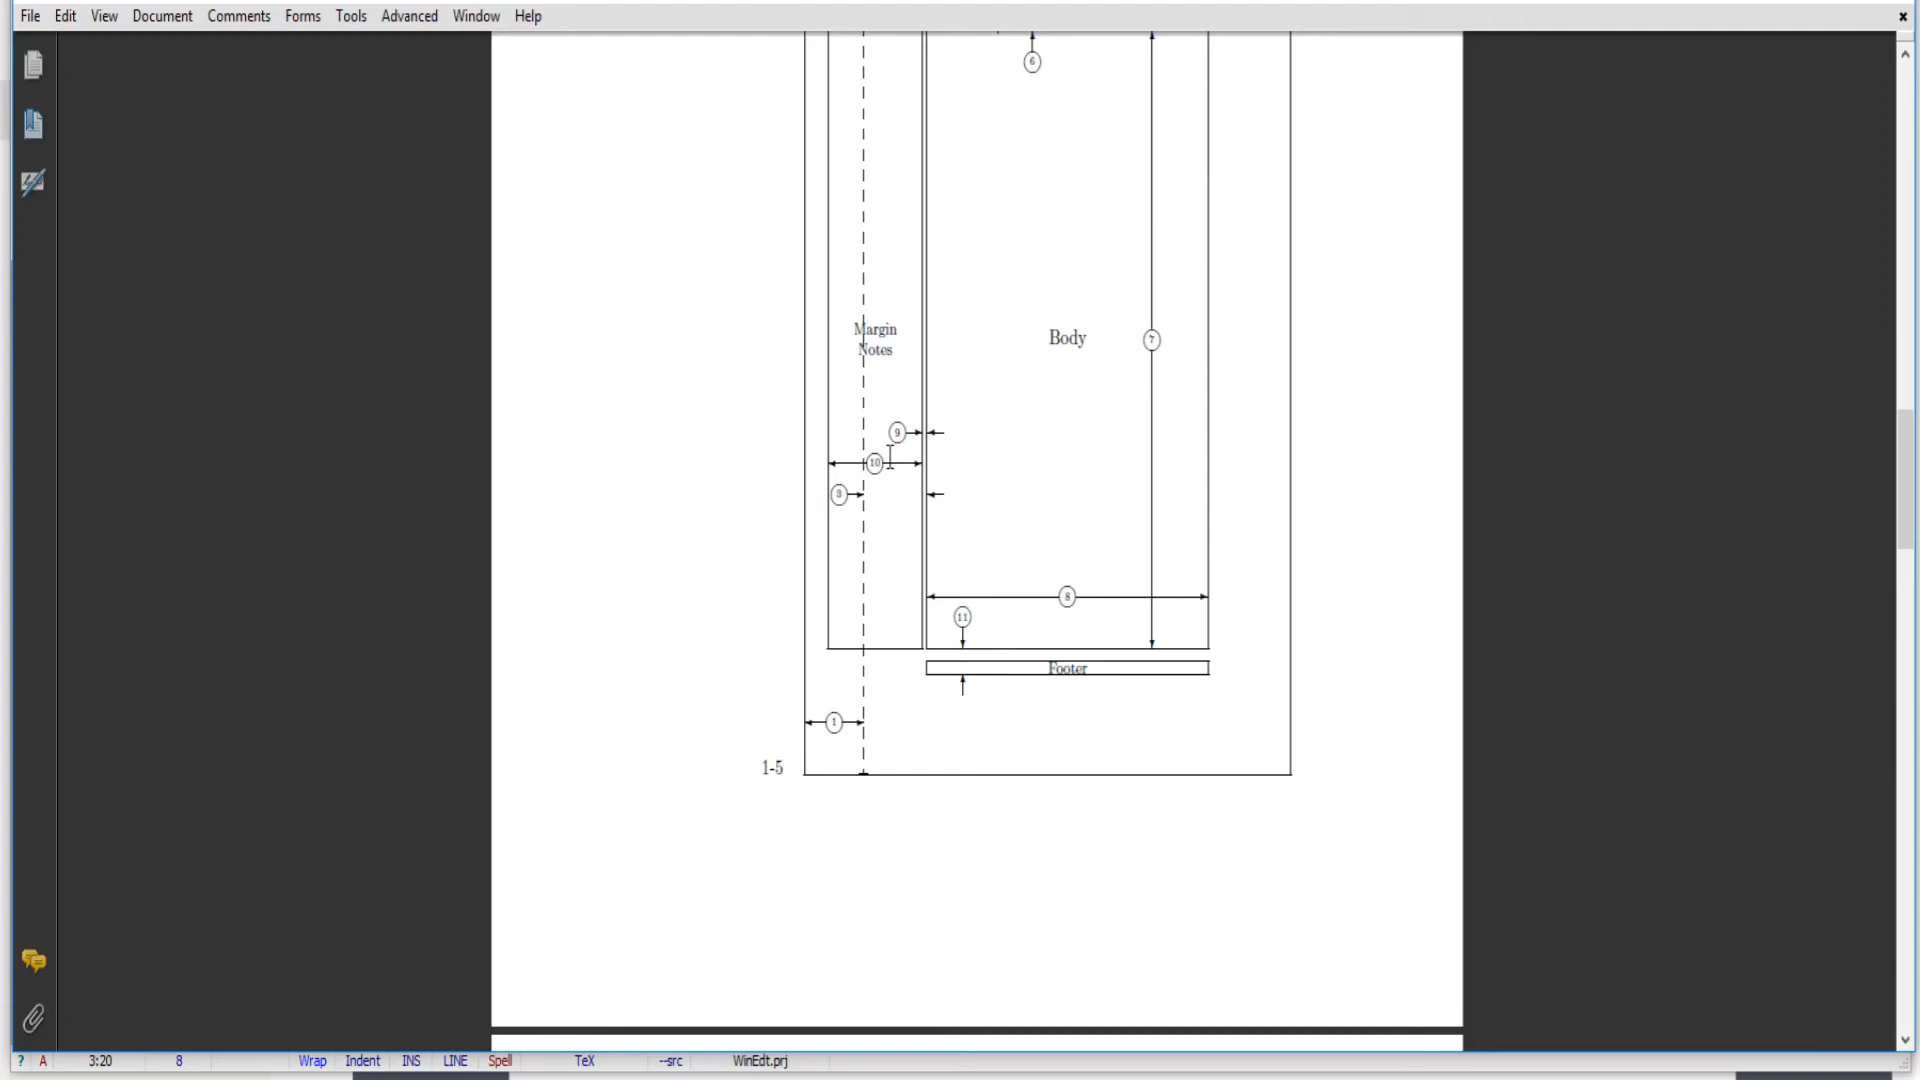 File Edit View Document Comments Forms Tools Advanced Window Help
6
Margin
Notes
Body
7
9
10
3
8
11
Footer
1
1-5
? A 3:20 8 Wrap Indent INS LINE Spell TeX --src WinEdt.prj